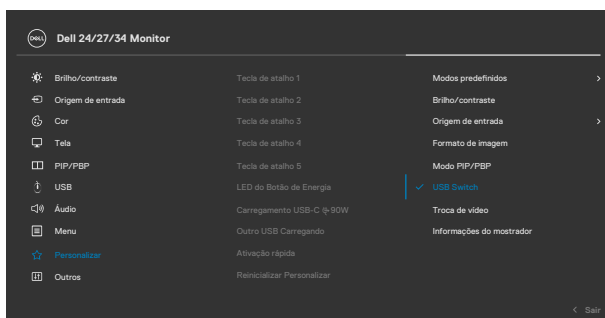 DELL Dell 24/27/34 Monitor
Brilho/contraste Tecla de atalho 1 Modos predefinidos
Origem de entrada Tecla de atalho 2 Brilho/contraste
Cor Tecla de atalho 3 Origem de entrada
Tela Tecla de atalho 4 Formato de imagem
PIP/PBP Tecla de atalho 5 Modo PIP/PBP
USB LED do Botão de Energia USB Switch
Áudio Carregamento USB-C 90W Troca de vídeo
Menu Outro USB Carregando Informações do mostrador
Personalizar Ativação rápida
Outros Reinicializar Personalizar
Sair